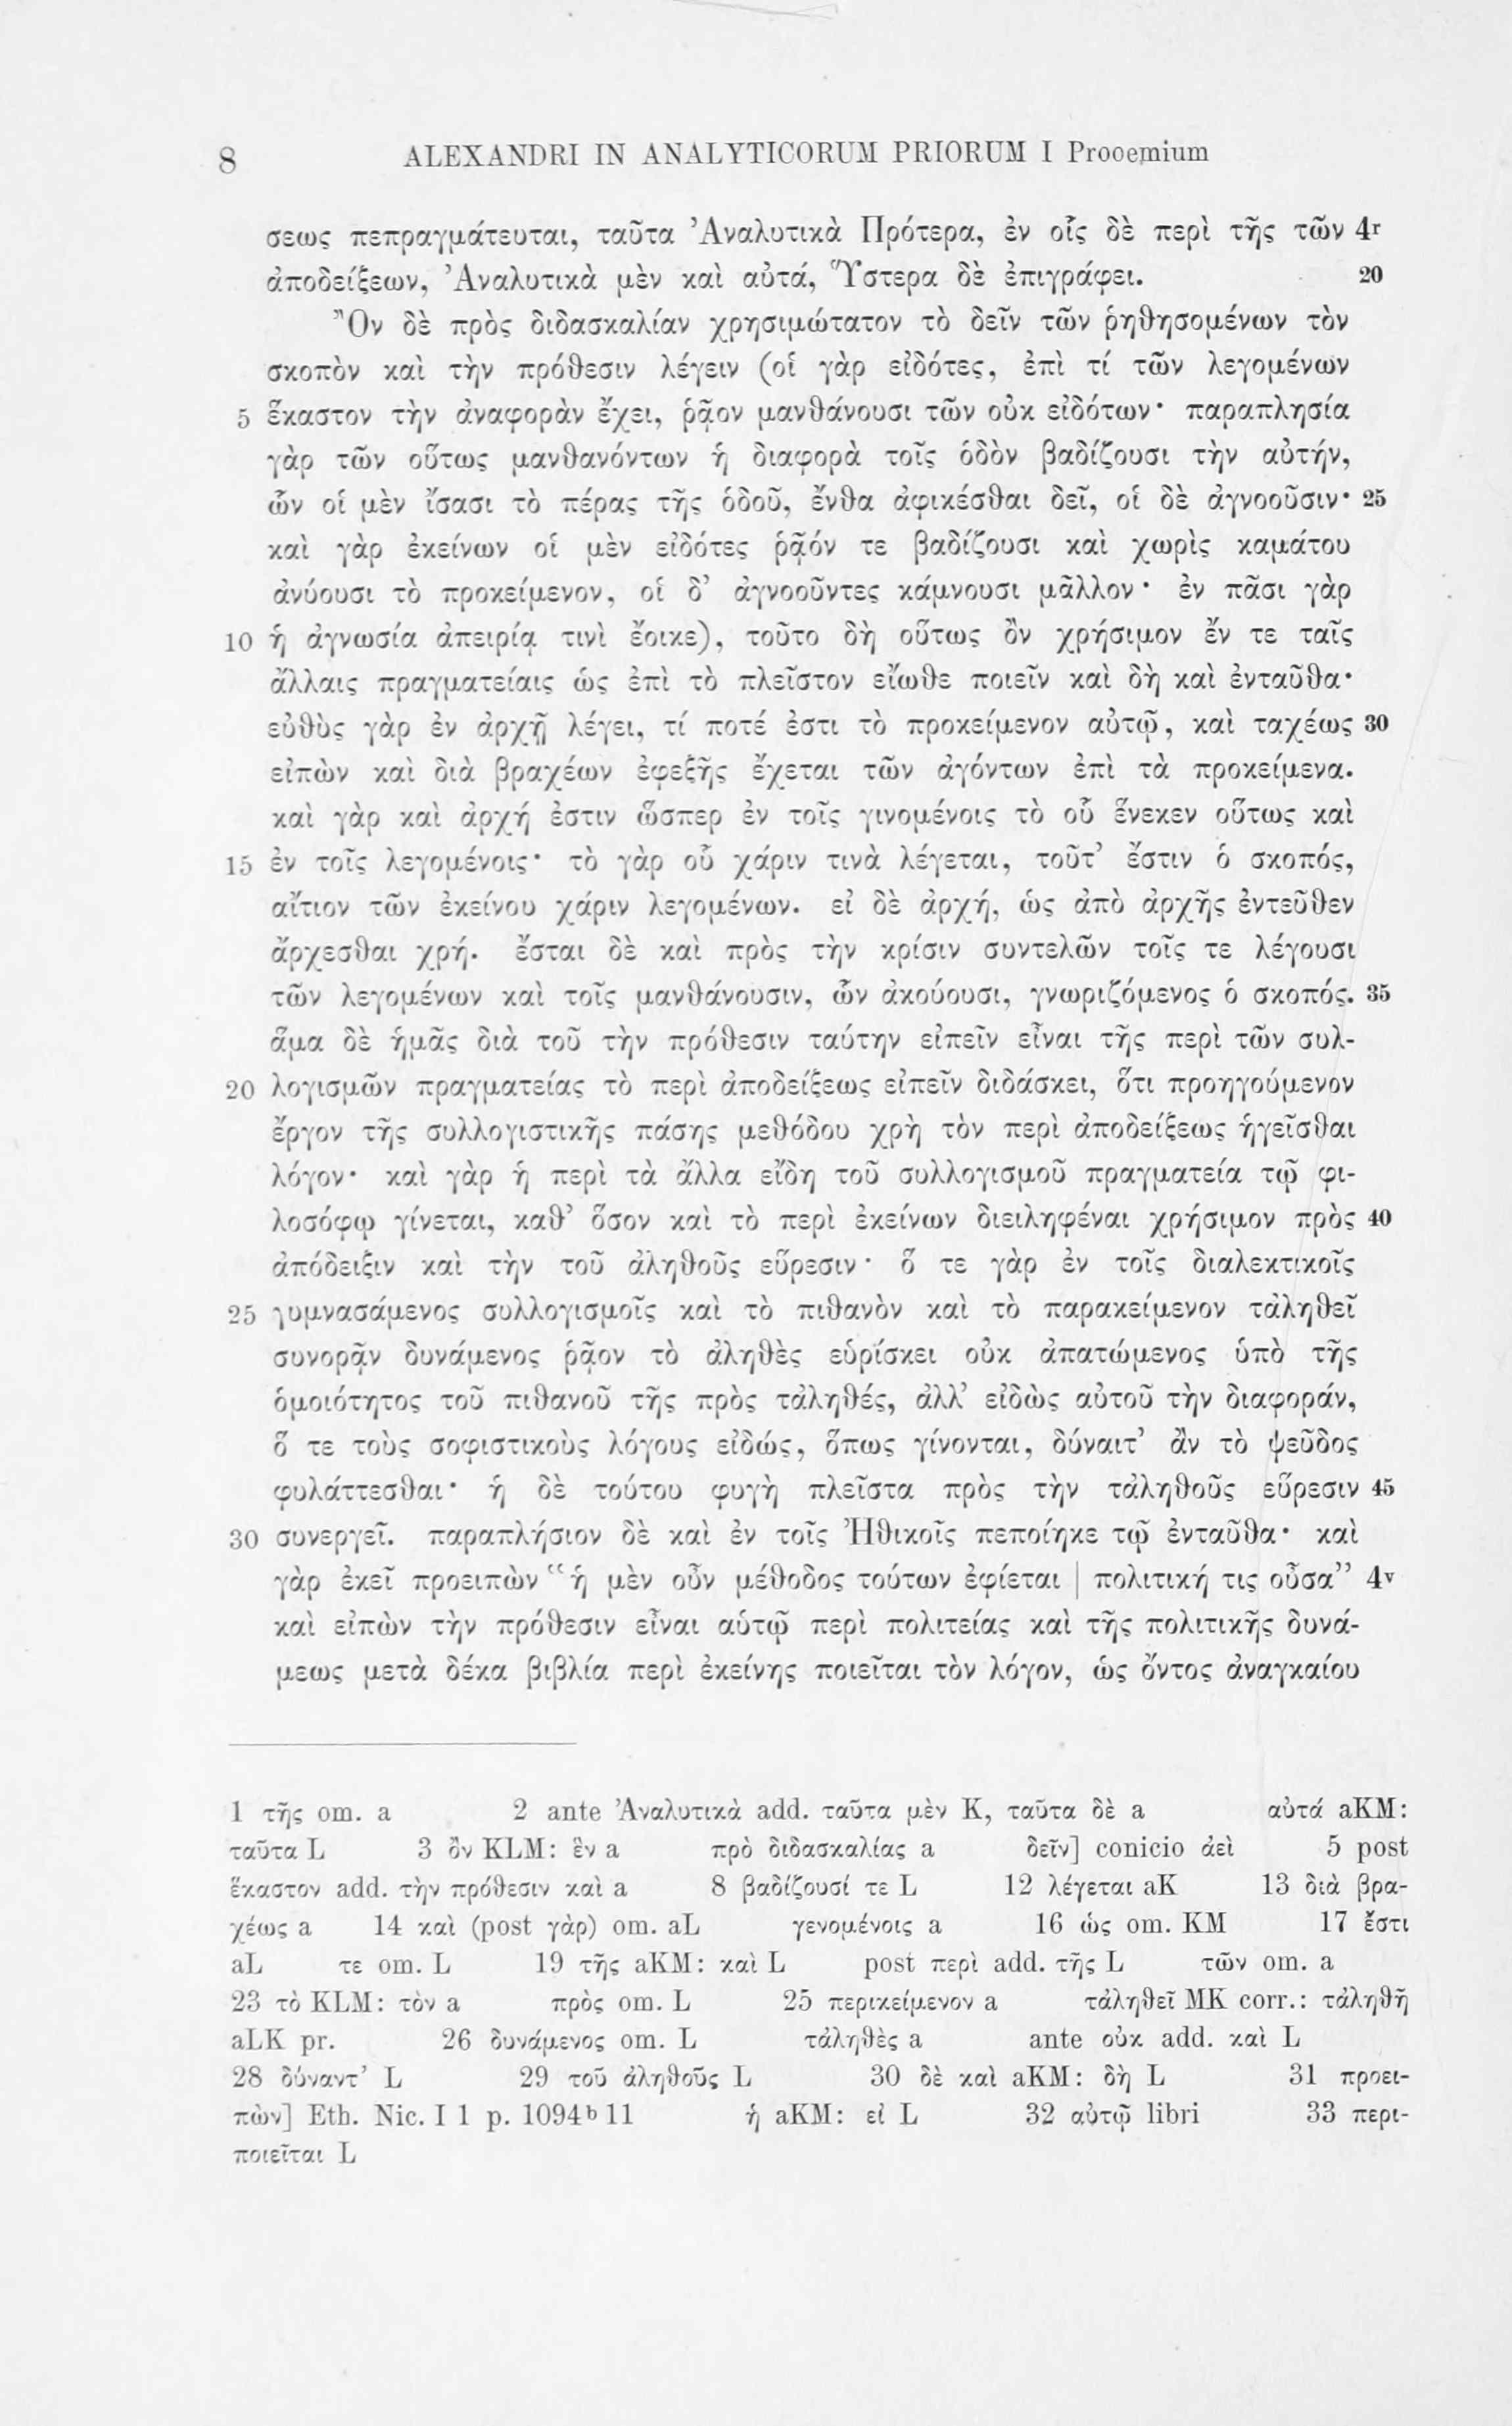 8 ALEXANDRI IN ANALYTICORUM PRIORUM I Prooemium
σεως πεπραγμάτευται, ταῦτα Ἀναλυτικὰ Πρότερα, ἐν οἷς δὲ περὶ τῆς τῶν 4r
ἀποδείξεων, Ἀναλυτικὰ μὲν καὶ αὐτά, Ὕστερα δὲ ἐπιγράφει. 20
Ὂν δὲ πρὸς διδασκαλίαν χρησιμώτατον τὸ δεῖν τῶν ῥηθησομένων τὸν
σκοπὸν καὶ τὴν πρόθεσιν λέγειν (οἱ γὰρ εἰδότες, ἐπὶ τί τῶν λεγομένων
5 ἕκαστον τὴν ἀναφορὰν ἔχει, ῥᾷον μανθάνουσι τῶν οὐκ εἰδότων· παραπλησία
γὰρ τῶν οὕτως μανθανόντων ἡ διαφορὰ τοῖς ὁδὸν βαδίζουσι τὴν αὐτήν,
ὧν οἱ μὲν ἴσασι τὸ πέρας τῆς ὁδοῦ, ἔνθα ἀφικέσθαι δεῖ, οἱ δὲ ἀγνοοῦσιν· 25
καὶ γὰρ ἐκείνων οἱ μὲν εἰδότες ῥᾷόν τε βαδίζουσι καὶ χωρὶς καμάτου
ἀνύουσι τὸ προκείμενον, οἱ δ’ ἀγνοοῦντες κάμνουσι μᾶλλον· ἐν πᾶσι γὰρ
10 ἡ ἀγνωσία ἀπειρίᾳ τινὶ ἔοικε), τοῦτο δὴ οὕτως ὂν χρήσιμον ἔν τε ταῖς
ἄλλαις πραγματείαις ὡς ἐπὶ τὸ πλεῖστον εἴωθε ποιεῖν καὶ δὴ καὶ ἐνταῦθα·
εὐθὺς γὰρ ἐν ἀρχῇ λέγει, τί ποτέ ἐστι τὸ προκείμενον αὐτῷ, καὶ ταχέως 30
εἰπὼν καὶ διὰ βραχέων ἐφεξῆς ἔχεται τῶν ἀγόντων ἐπὶ τὰ προκείμενα.
καὶ γὰρ καὶ ἀρχή ἐστιν ὥσπερ ἐν τοῖς γινομένοις τὸ οὗ ἕνεκεν οὕτως καὶ
15 ἐν τοῖς λεγομένοις· τὸ γὰρ οὗ χάριν τινὰ λέγεται, τοῦτ’ ἔστιν ὁ σκοπός,
αἴτιον τῶν ἐκείνου χάριν λεγομένων. εἰ δὲ ἀρχή, ὡς ἀπὸ ἀρχῆς ἐντεῦθεν
ἄρχεσθαι χρή. ἔσται δὲ καὶ πρὸς τὴν κρίσιν συντελῶν τοῖς τε λέγουσι
τῶν λεγομένων καὶ τοῖς μανθάνουσιν, ὧν ἀκούουσι, γνωριζόμενος ὁ σκοπός. 35
ἅμα δὲ ἡμᾶς διὰ τοῦ τὴν πρόθεσιν ταύτην εἰπεῖν εἶναι τῆς περὶ τῶν συλ-
20 λογισμῶν πραγματείας τὸ περὶ ἀποδείξεως εἰπεῖν διδάσκει, ὅτι προηγούμενον
ἔργον τῆς συλλογιστικῆς πάσης μεθόδου χρὴ τὸν περὶ ἀποδείξεως ἡγεῖσθαι
λόγον· καὶ γὰρ ἡ περὶ τὰ ἄλλα εἴδη τοῦ συλλογισμοῦ πραγματεία τῷ φι-
λοσόφῳ γίνεται, καθ’ ὅσον καὶ τὸ περὶ ἐκείνων διειληφέναι χρήσιμον πρὸς 40
ἀπόδειξιν καὶ τὴν τοῦ ἀληθοῦς εὕρεσιν· ὅ τε γὰρ ἐν τοῖς διαλεκτικοῖς
25 γυμνασάμενος συλλογισμοῖς καὶ τὸ πιθανὸν καὶ τὸ παρακείμενον τἀληθεῖ
συνορᾷν δυνάμενος ῥᾷον τὸ ἀληθὲς εὑρίσκει οὐκ ἀπατώμενος ὑπὸ τῆς
ὁμοιότητος τοῦ πιθανοῦ τῆς πρὸς τἀληθές, ἀλλ’ εἰδὼς αὐτοῦ τὴν διαφοράν,
ὅ τε τοὺς σοφιστικοὺς λόγους εἰδώς, ὅπως γίνονται, δύναιτ’ ἂν τὸ ψεῦδος
φυλάττεσθαι· ἡ δὲ τούτου φυγὴ πλεῖστα πρὸς τὴν τἀληθοῦς εὕρεσιν 45
30 συνεργεῖ. παραπλήσιον δὲ καὶ ἐν τοῖς Ἠθικοῖς πεποίηκε τῷ ἐνταῦθα· καὶ
γὰρ ἐκεῖ προειπὼν “ἡ μὲν οὖν μέθοδος τούτων ἐφίεται | πολιτική τις οὖσα” 4v
καὶ εἰπὼν τὴν πρόθεσιν εἶναι αὑτῷ περὶ πολιτείας καὶ τῆς πολιτικῆς δυνά-
μεως μετὰ δέκα βιβλία περὶ ἐκείνης ποιεῖται τὸν λόγον, ὡς ὄντος ἀναγκαίου
1 τῆς om. a 2 ante Ἀναλυτικὰ add. ταῦτα μὲν K, ταῦτα δὲ a αὐτά aKM:
ταῦτα L 3 ὂν KLM: ἓν a πρὸ διδασκαλίας a δεῖν] conicio ἀεὶ 5 post
ἕκαστον add. τὴν πρόθεσιν καὶ a 8 βαδίζουσί τε L 12 λέγεται aK 13 διὰ βρα-
χέως a 14 καὶ (post γὰρ) om. aL γενομένοις a 16 ὡς om. KM 17 ἔστι
aL τε om. L 19 τῆς aKM: καὶ L post περὶ add. τῆς L τῶν om. a
23 τὸ KLM: τὸν a πρὸς om. L 25 περικείμενον a τἀληθεῖ MK corr.: τἀληθῆ
aLK pr. 26 δυνάμενος om. L τἀληθὲς a ante οὐκ add. καὶ L
28 δύναντ’ L 29 τοῦ ἀληθοῦς L 30 δὲ καὶ aKM: δὴ L 31 προει-
πὼν] Eth. Nic. I 1 p. 1094b 11 ἡ aKM: εἰ L 32 αὐτῷ libri 33 περι-
ποιεῖται L